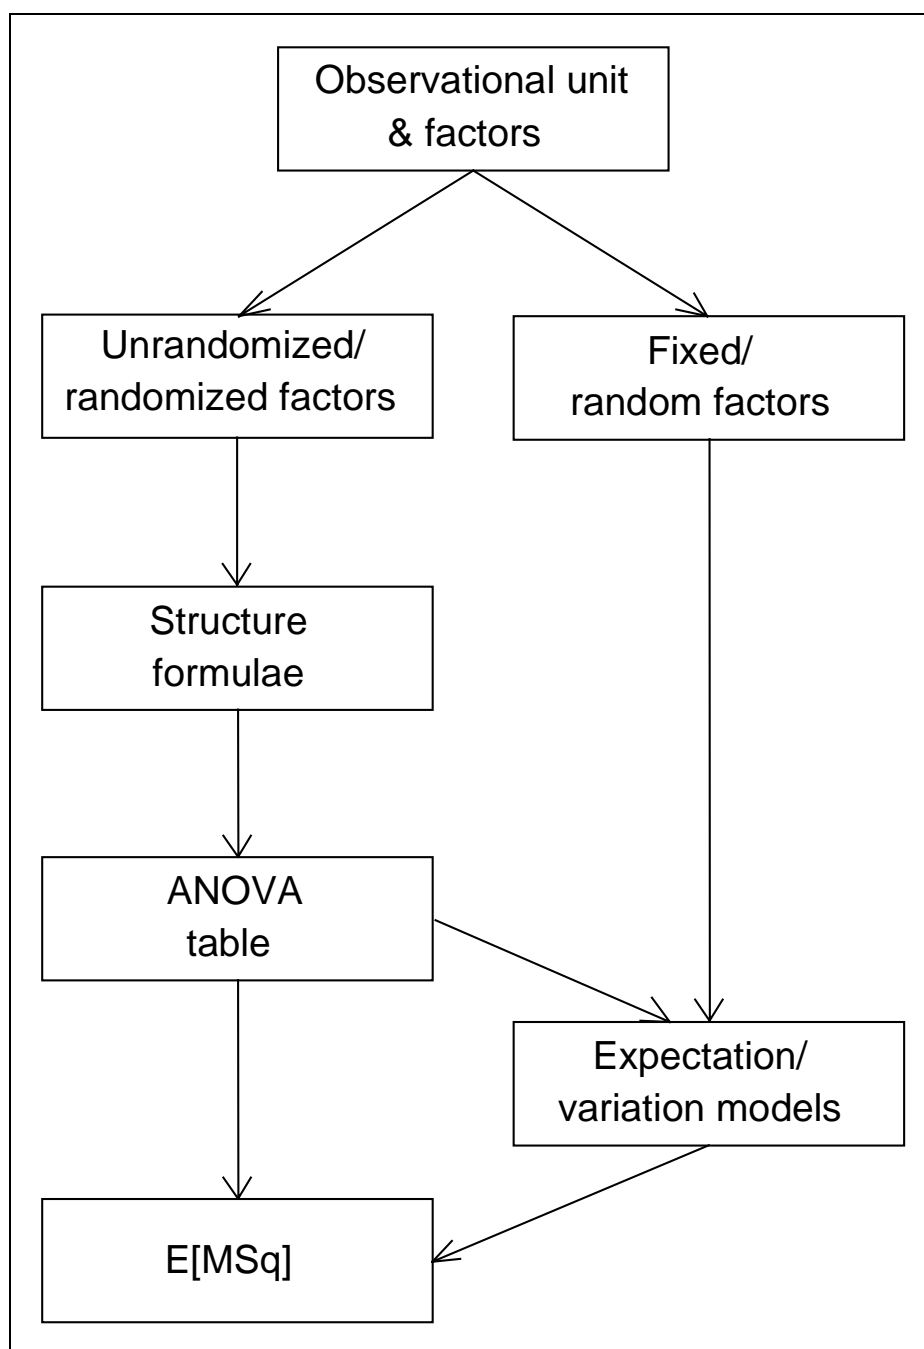 Observational unit
& factors
Unrandomized/
randomized factors
Fixed/
random factors
Structure
formulae
ANOVA
table
Expectation/
variation models
E[MSq]